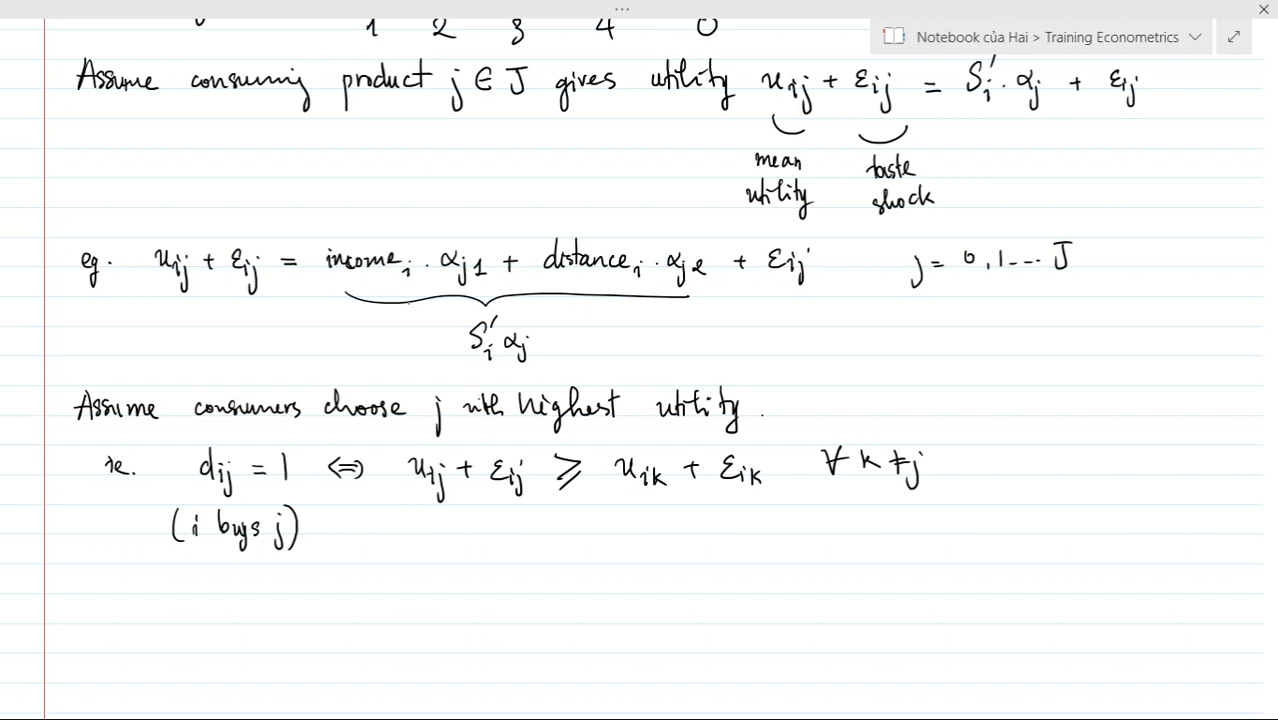 1 2 3 4 0
Notebook của Hai > Training Econometrics
Assume consuming product j ∈ J gives utility u_ij + ε_ij = S_i' · α_j + ε_ij
mean utility
taste shock
eg. u_ij + ε_ij = income_i · α_j1 + distance_i · α_j2 + ε_ij j = 0, 1 --- J
S_i' α_j
Assume consumers choose j with highest utility.
ie. d_ij = 1 ⇔ u_ij + ε_ij ⩾ u_ik + ε_ik ∀ k ≠ j
(i buys j)